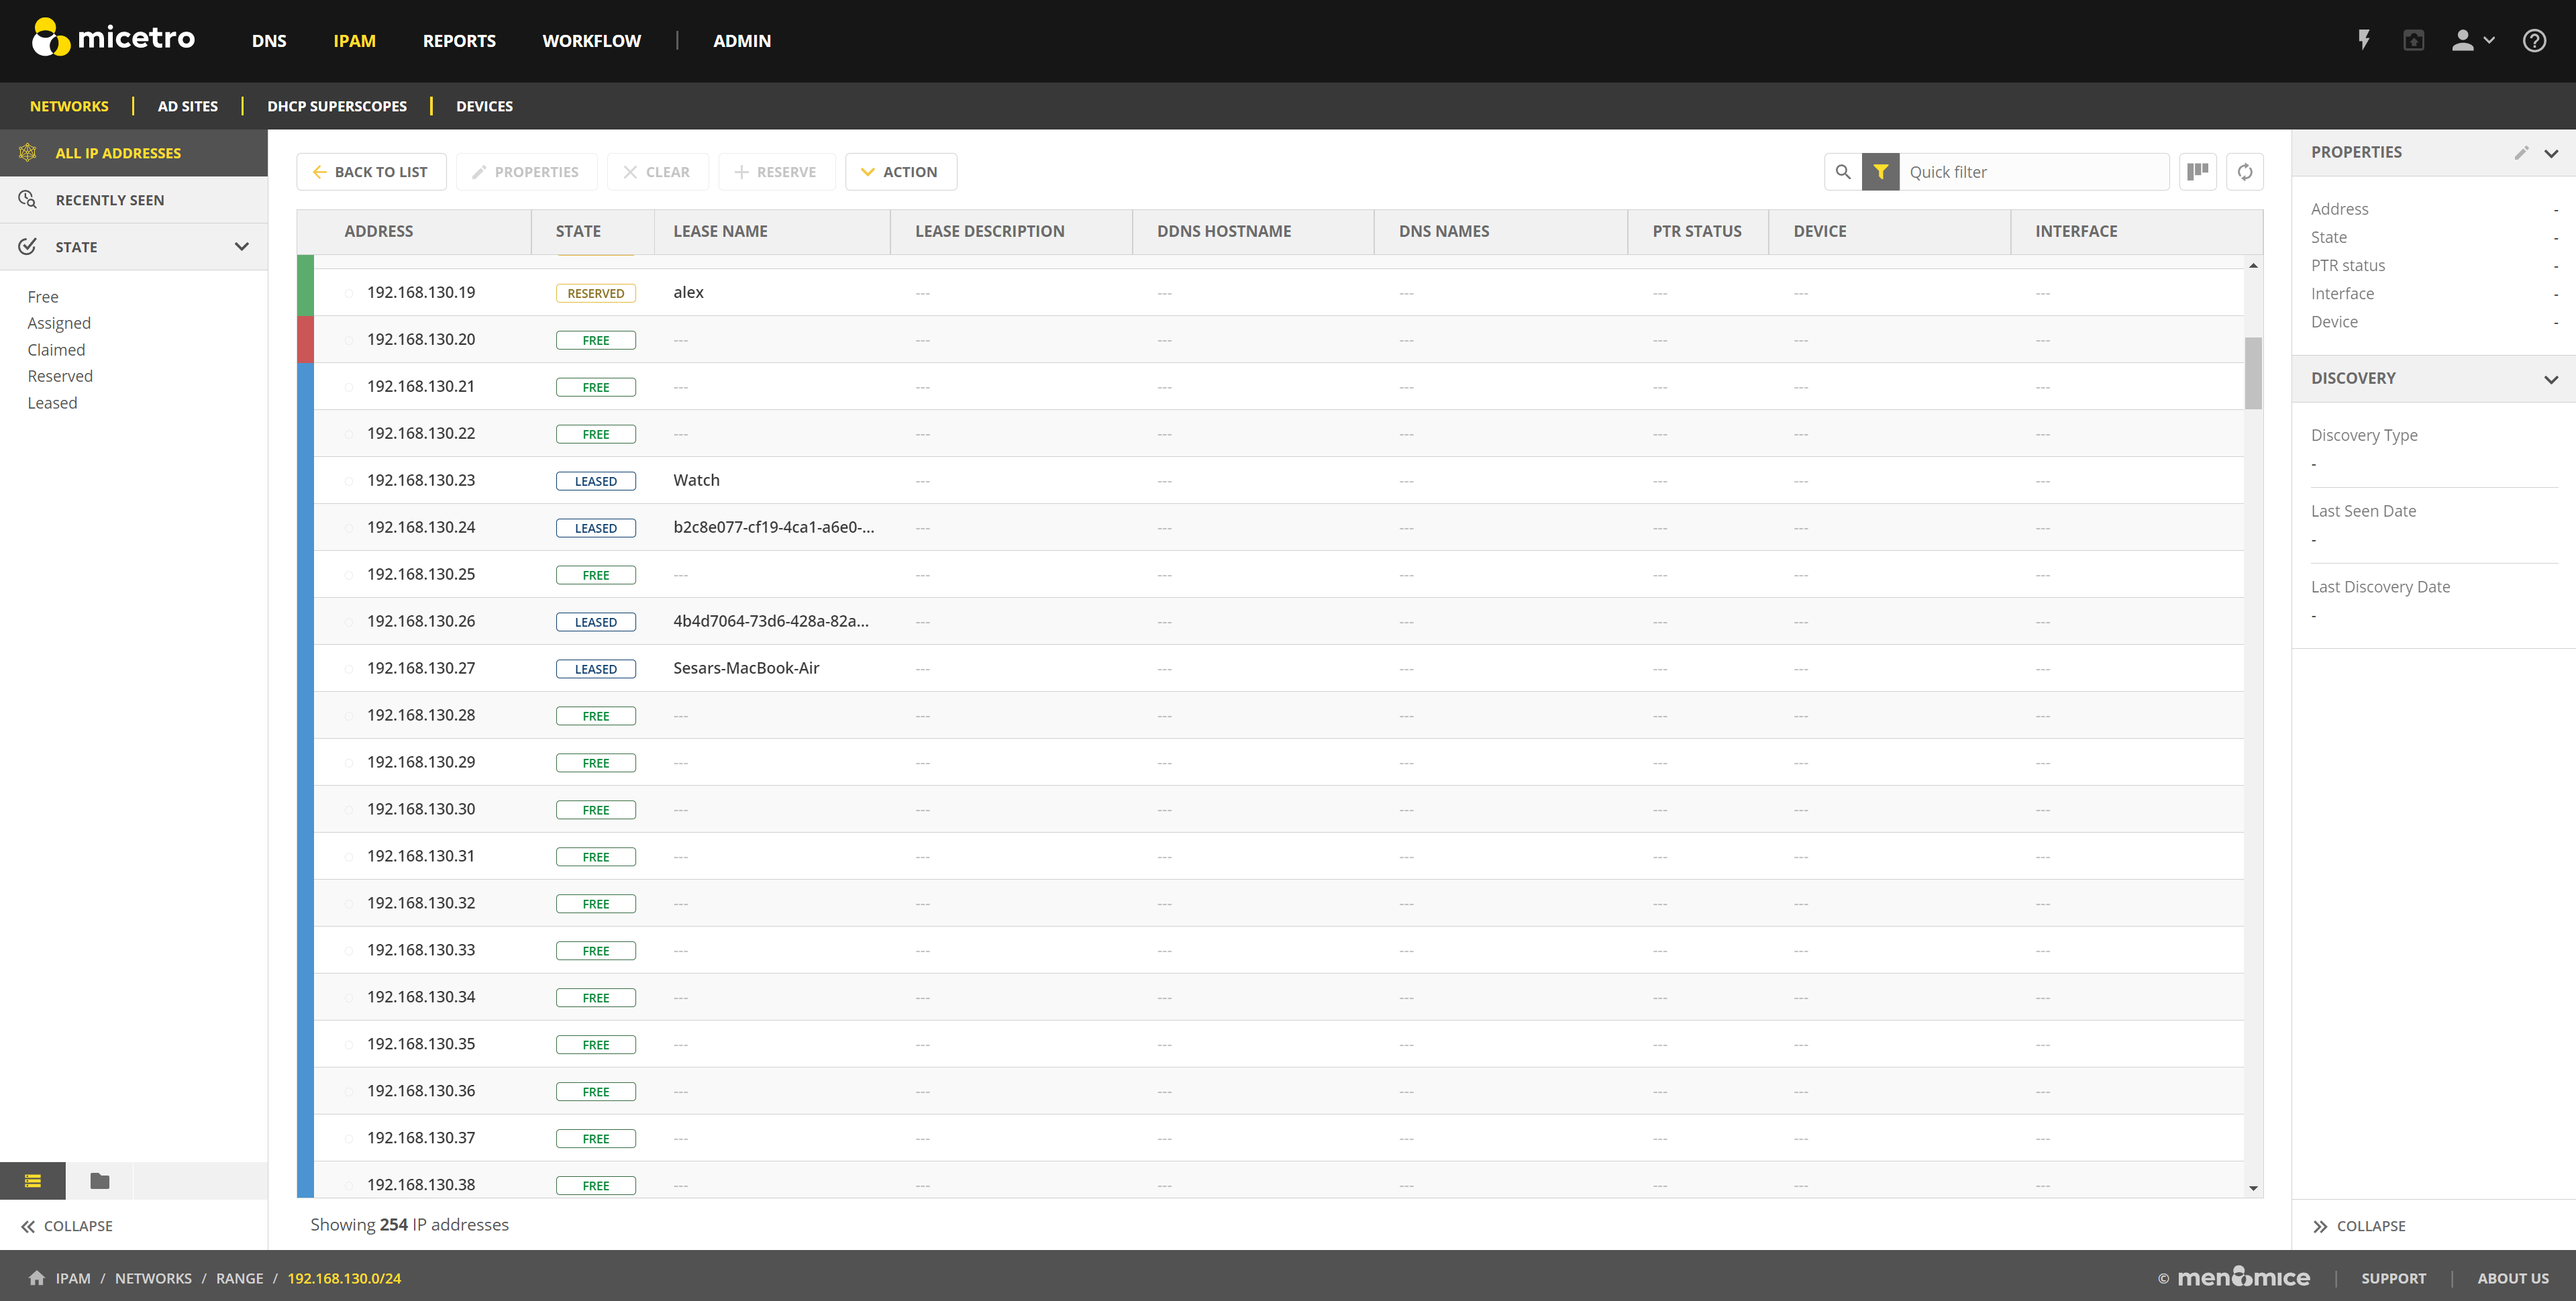 micetro DNS IPAM REPORTS WORKFLOW | ADMIN
NETWORKS | AD SITES | DHCP SUPERSCOPES | DEVICES
ALL IP ADDRESSES
RECENTLY SEEN
STATE
Free
Assigned
Claimed
Reserved
Leased
COLLAPSE
BACK TO LIST PROPERTIES CLEAR RESERVE ACTION Quick filter
ADDRESS STATE LEASE NAME LEASE DESCRIPTION DDNS HOSTNAME DNS NAMES PTR STATUS DEVICE INTERFACE
192.168.130.19 RESERVED alex --- --- --- --- --- ---
192.168.130.20 FREE --- --- --- --- --- --- ---
192.168.130.21 FREE --- --- --- --- --- --- ---
192.168.130.22 FREE --- --- --- --- --- --- ---
192.168.130.23 LEASED Watch --- --- --- --- --- ---
192.168.130.24 LEASED b2c8e077-cf19-4ca1-a6e0-... --- --- --- --- --- ---
192.168.130.25 FREE --- --- --- --- --- --- ---
192.168.130.26 LEASED 4b4d7064-73d6-428a-82a... --- --- --- --- --- ---
192.168.130.27 LEASED Sesars-MacBook-Air --- --- --- --- --- ---
192.168.130.28 FREE --- --- --- --- --- --- ---
192.168.130.29 FREE --- --- --- --- --- --- ---
192.168.130.30 FREE --- --- --- --- --- --- ---
192.168.130.31 FREE --- --- --- --- --- --- ---
192.168.130.32 FREE --- --- --- --- --- --- ---
192.168.130.33 FREE --- --- --- --- --- --- ---
192.168.130.34 FREE --- --- --- --- --- --- ---
192.168.130.35 FREE --- --- --- --- --- --- ---
192.168.130.36 FREE --- --- --- --- --- --- ---
192.168.130.37 FREE --- --- --- --- --- --- ---
192.168.130.38 FREE --- --- --- --- --- --- ---
Showing 254 IP addresses
PROPERTIES
Address -
State -
PTR status -
Interface -
Device -
DISCOVERY
Discovery Type
-
Last Seen Date
-
Last Discovery Date
-
COLLAPSE
IPAM / NETWORKS / RANGE / 192.168.130.0/24
© men&mice | SUPPORT | ABOUT US